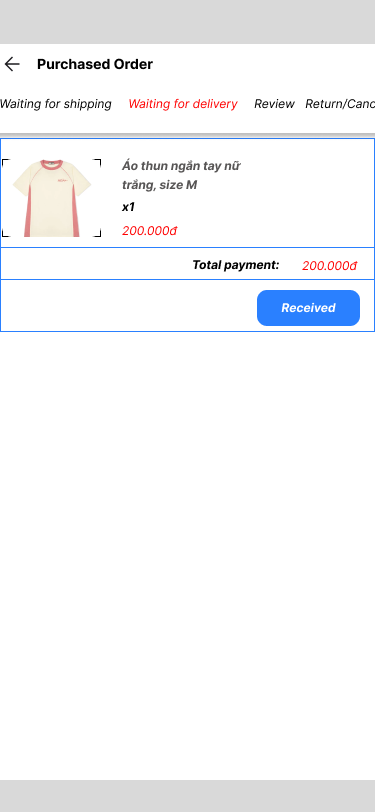 Purchased Order
Waiting for shipping Waiting for delivery Review Return/Canc
Áo thun ngắn tay nữ
trắng, size M
x1
200.000đ
Total payment: 200.000đ
Received